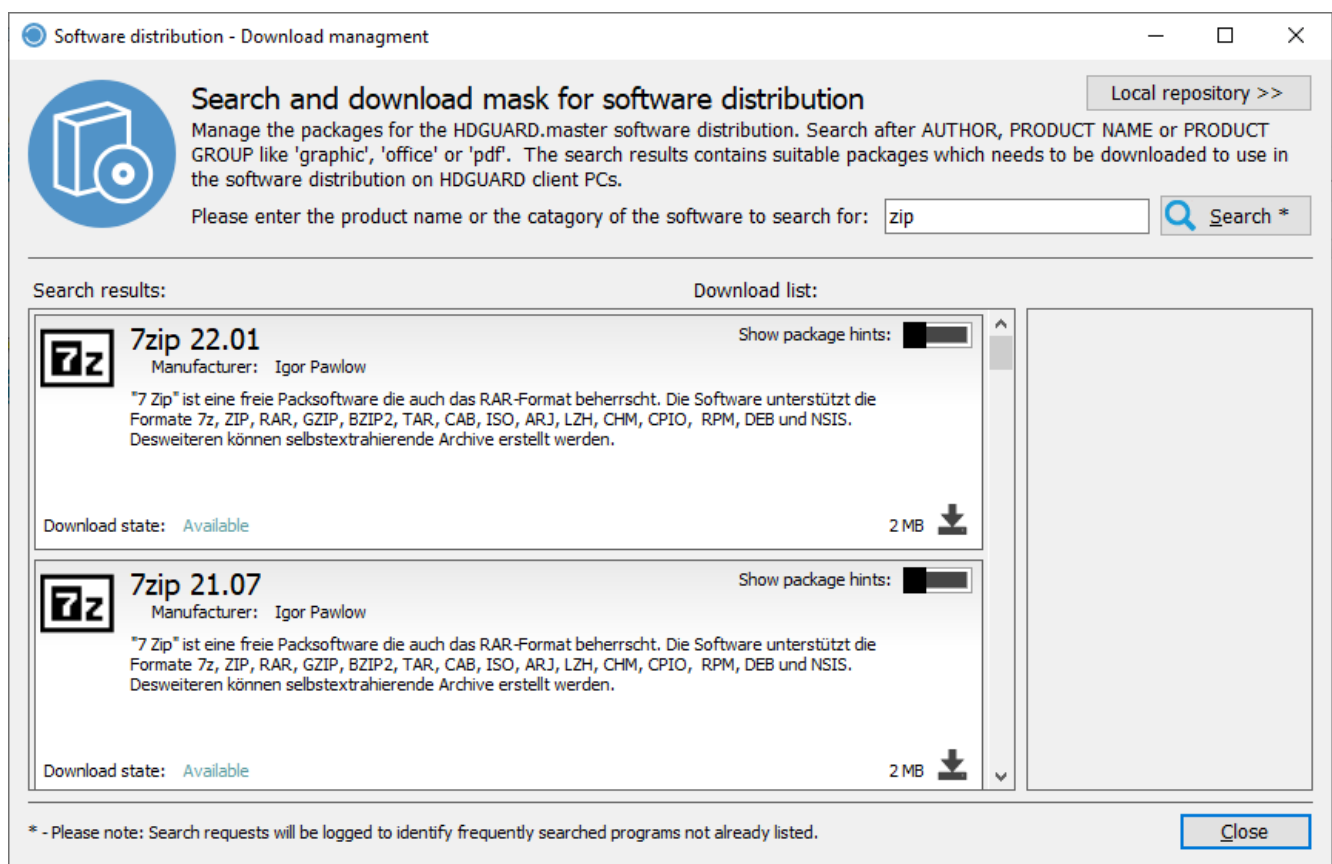 Software distribution - Download managment
Local repository >>
Search and download mask for software distribution
Manage the packages for the HDGUARD.master software distribution. Search after AUTHOR, PRODUCT NAME or PRODUCT
GROUP like 'graphic', 'office' or 'pdf'.  The search results contains suitable packages which needs to be downloaded to use in
the software distribution on HDGUARD client PCs.
Please enter the product name or the catagory of the software to search for: zip Search *
Search results: Download list:
7z
7zip 22.01 Show package hints:
Manufacturer: Igor Pawlow
"7 Zip" ist eine freie Packsoftware die auch das RAR-Format beherrscht. Die Software unterstützt die
Formate 7z, ZIP, RAR, GZIP, BZIP2, TAR, CAB, ISO, ARJ, LZH, CHM, CPIO,  RPM, DEB und NSIS.
Desweiteren können selbstextrahierende Archive erstellt werden.
Download state: Available 2 MB
7z
7zip 21.07 Show package hints:
Manufacturer: Igor Pawlow
"7 Zip" ist eine freie Packsoftware die auch das RAR-Format beherrscht. Die Software unterstützt die
Formate 7z, ZIP, RAR, GZIP, BZIP2, TAR, CAB, ISO, ARJ, LZH, CHM, CPIO,  RPM, DEB und NSIS.
Desweiteren können selbstextrahierende Archive erstellt werden.
Download state: Available 2 MB
* - Please note: Search requests will be logged to identify frequently searched programs not already listed.
Close